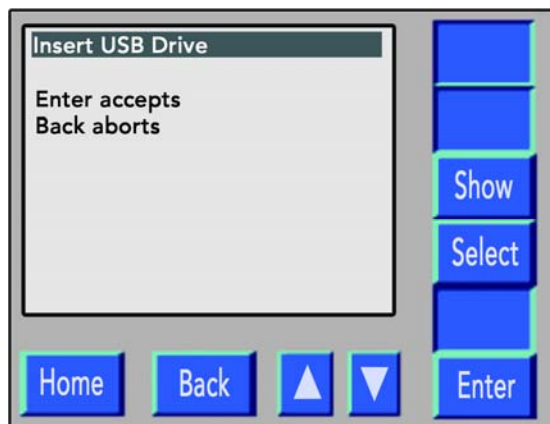 Insert USB Drive
Enter accepts
Back aborts
Show
Select
Home
Back
Enter